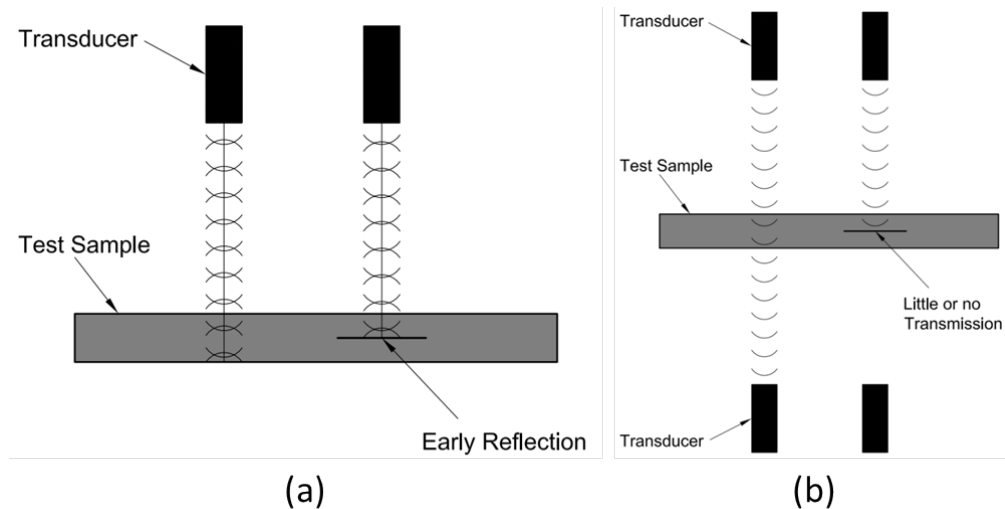 Transducer
Test Sample
Early Reflection
(a)
Transducer
Test Sample
Little or no
Transmission
Transducer
(b)